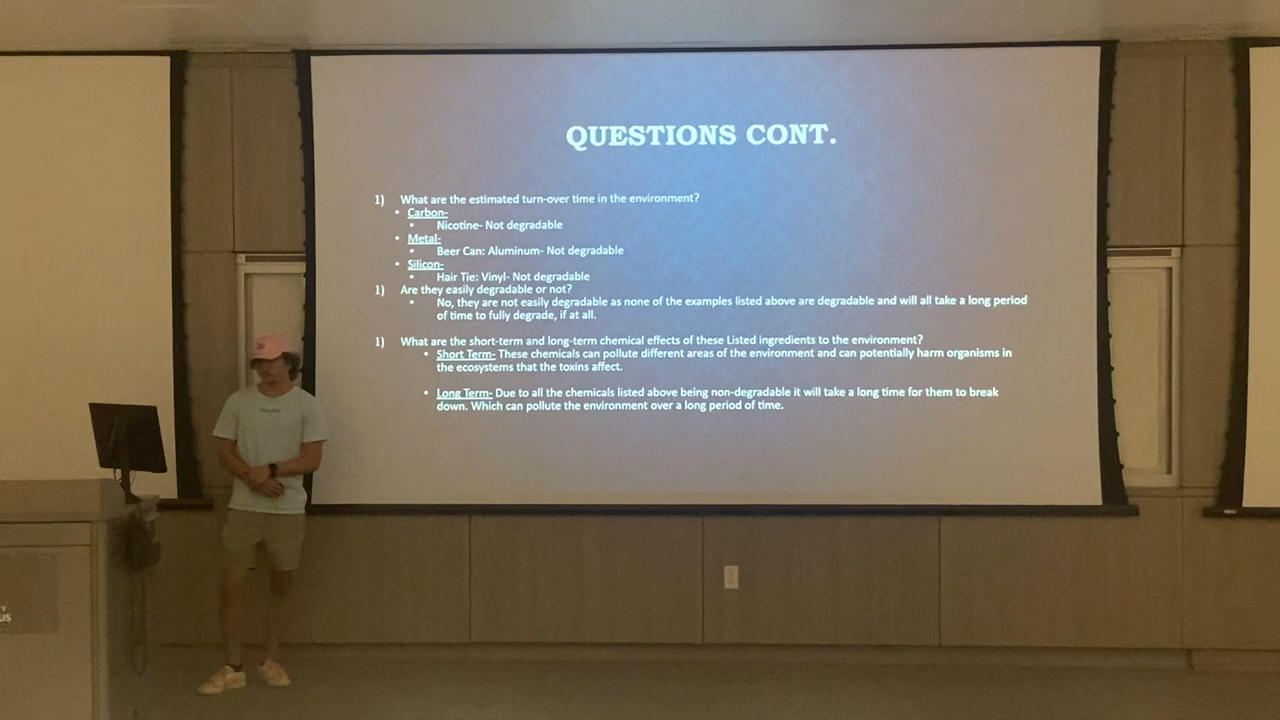 QUESTIONS CONT.
1) What are the estimated turn-over time in the environment?
• Carbon-
• Nicotine- Not degradable
• Metal-
• Beer Can: Aluminum- Not degradable
• Silicon-
• Hair Tie: Vinyl- Not degradable
1) Are they easily degradable or not?
• No, they are not easily degradable as none of the examples listed above are degradable and will all take a long period
of time to fully degrade, if at all.
1) What are the short-term and long-term chemical effects of these Listed ingredients to the environment?
• Short Term- These chemicals can pollute different areas of the environment and can potentially harm organisms in
the ecosystems that the toxins affect.
• Long Term- Due to all the chemicals listed above being non-degradable it will take a long time for them to break
down. Which can pollute the environment over a long period of time.